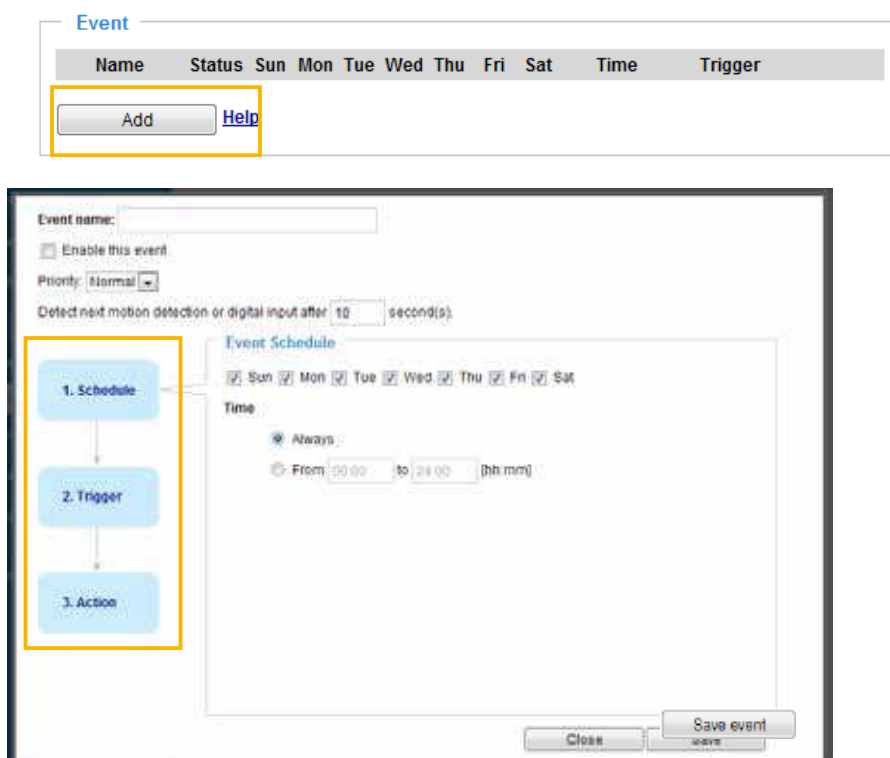 Event
Name Status Sun Mon Tue Wed Thu Fri Sat Time Trigger
Add Help
Event name:
Enable this event
Priority: Normal
Detect next motion detection or digital input after 10 second(s).
Event Schedule
1. Schedule
Sun Mon Tue Wed Thu Fri Sat
Time
Always
From 00:00 to 24:00 [hh:mm]
2. Trigger
3. Action
Save event
Close Save